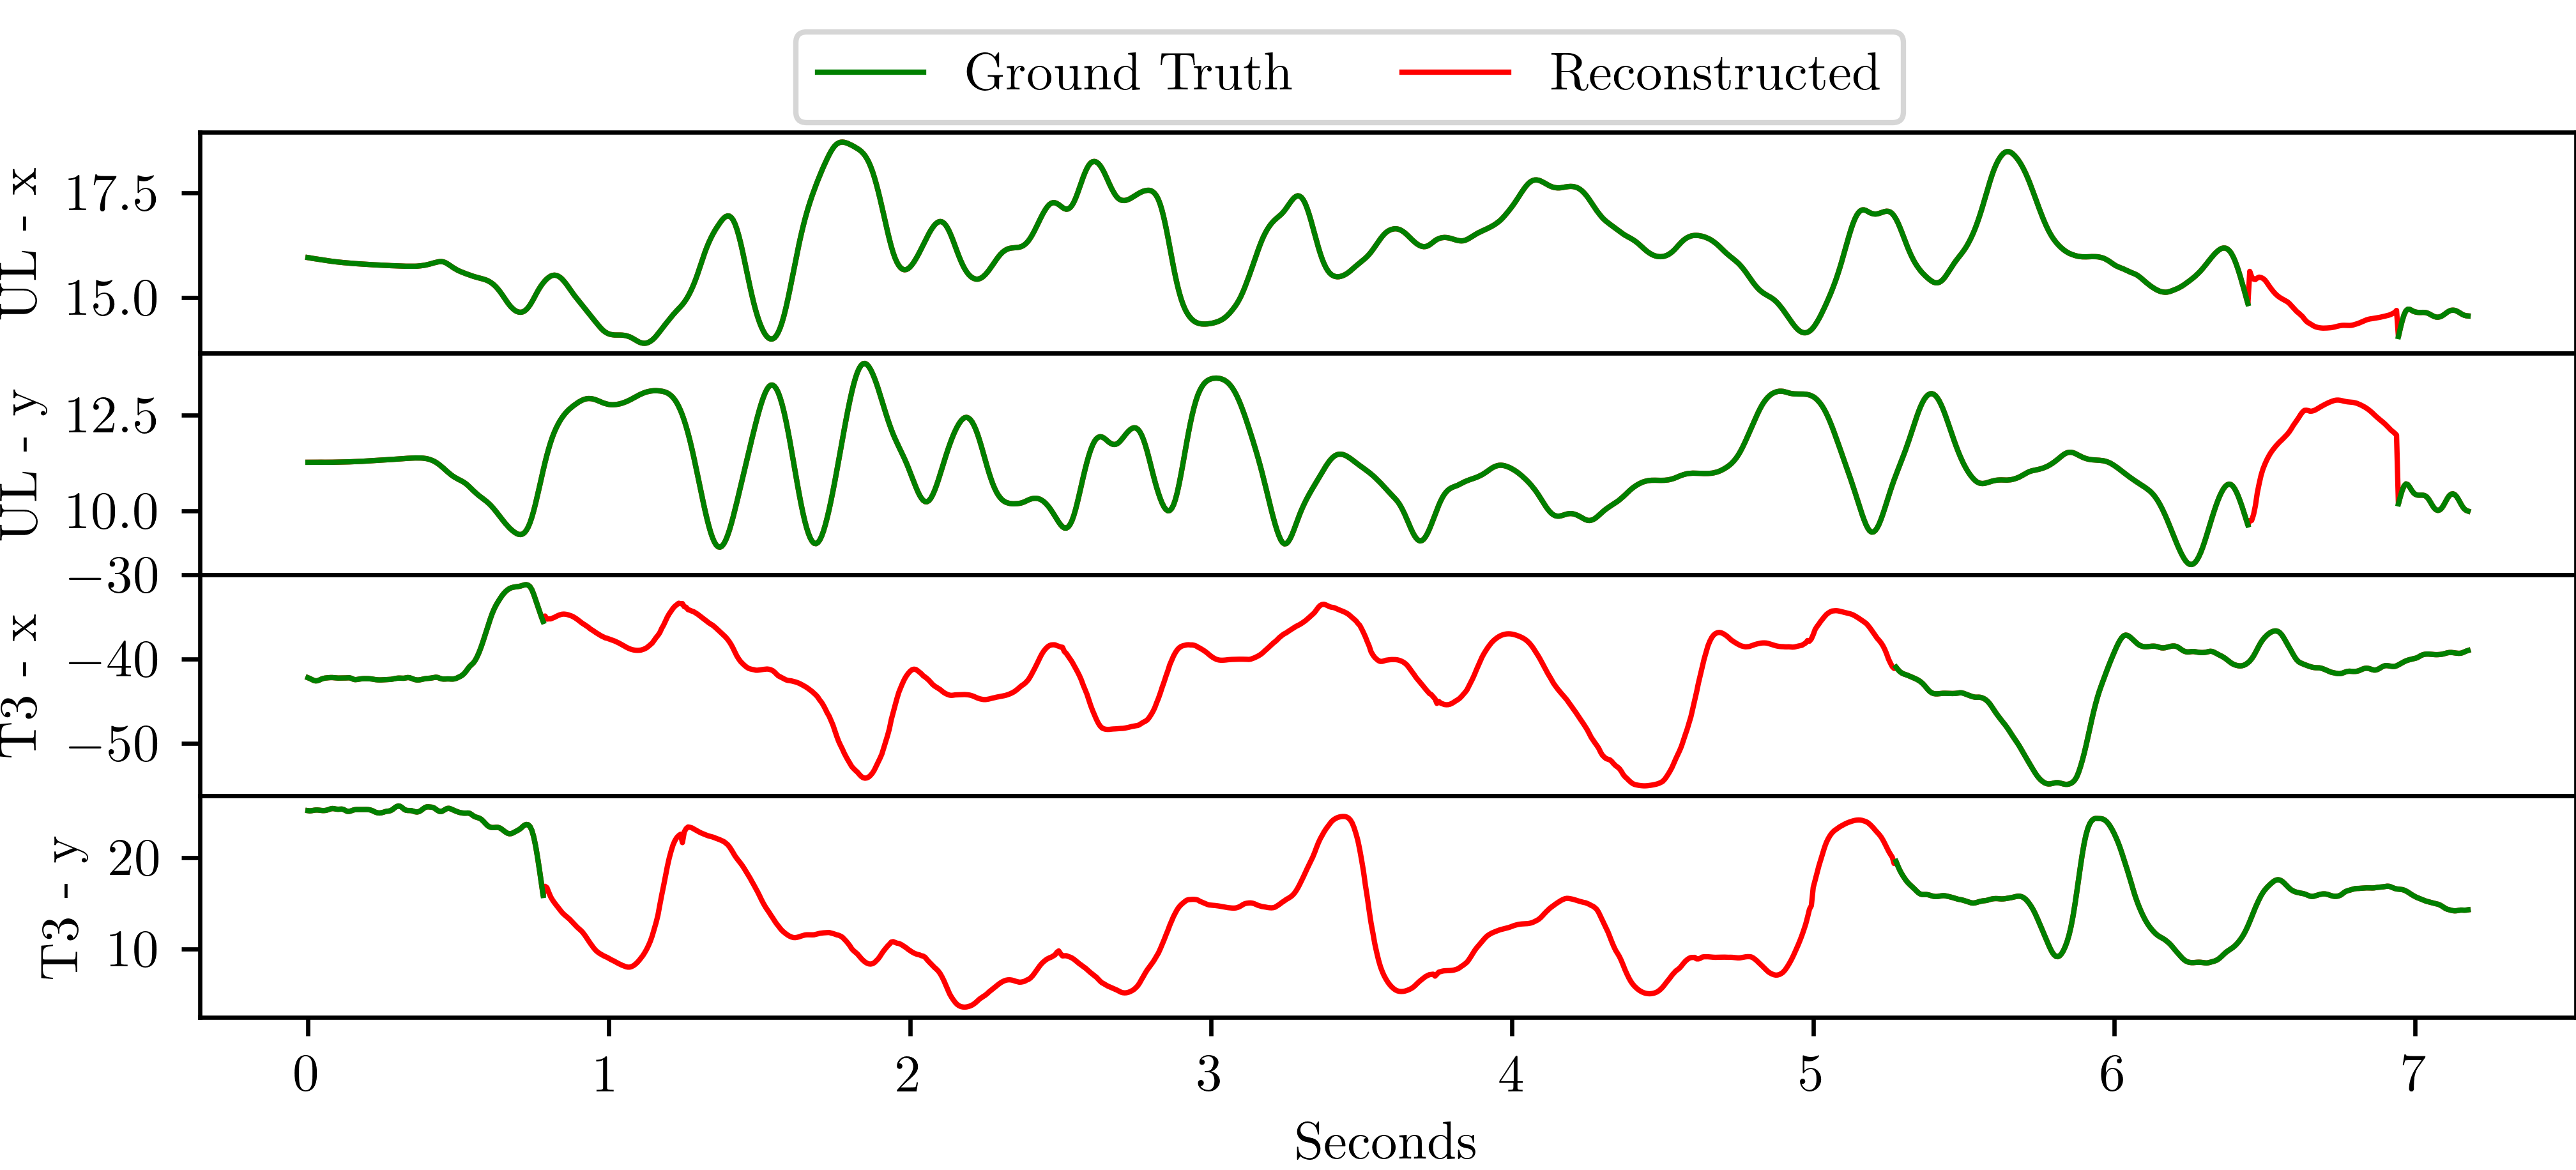 Ground Truth Reconstructed
UL - x
17.5
15.0
UL - y
12.5
10.0
T3 - x
−30
−40
−50
T3 - y
20
10
0 1 2 3 4 5 6 7
Seconds